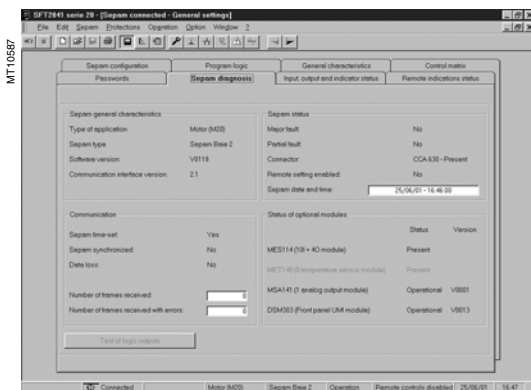 MT10587
SFT2841 serie 20 - [Sepam connected - General settings]
File Edit Sepam Protections Operation Option Window ?
Sepam configuration Program logic General characteristics Control matrix
Passwords Sepam diagnosis Input, output and indicator status Remote indications status
Sepam general characteristics
Type of application Motor (M20)
Sepam type Sepam Base 2
Software version: V0119
Communication interface version: 2.1
Sepam status
Major fault: No
Partial fault: No
Connector: CCA 630 - Present
Remote setting enabled: No
Sepam date and time: 25/06/01 - 16:46:00
Communication
Sepam time-set: Yes
Sepam synchronized: No
Data loss: No
Number of frames received: 0
Number of frames received with errors: 0
Status of optional modules
Status Version
MES114 (10I + 4O module) Present
MET148 (8 temperature sensor module) Present
MSA141 (1 analog output module) Operational V0001
DSM303 (Front panel UMI module) Operational V0013
Test of logic outputs
Connected Motor (M20) Sepam Base 2 Operation Remote controls disabled 25/06/01 16:47